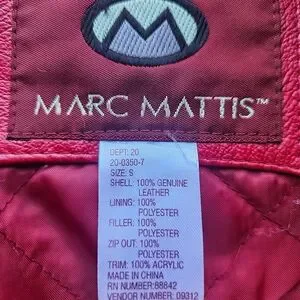 MARC MATTIS™
DEPT: 20
20-0350-7
SIZE: S
SHELL: 100% GENUINE
LEATHER
LINING: 100%
POLYESTER
FILLER: 100%
POLYESTER
ZIP OUT: 100%
POLYESTER
TRIM: 100% ACRYLIC
MADE IN CHINA
RN NUMBER: 88642
VENDOR NUMBER: 09312